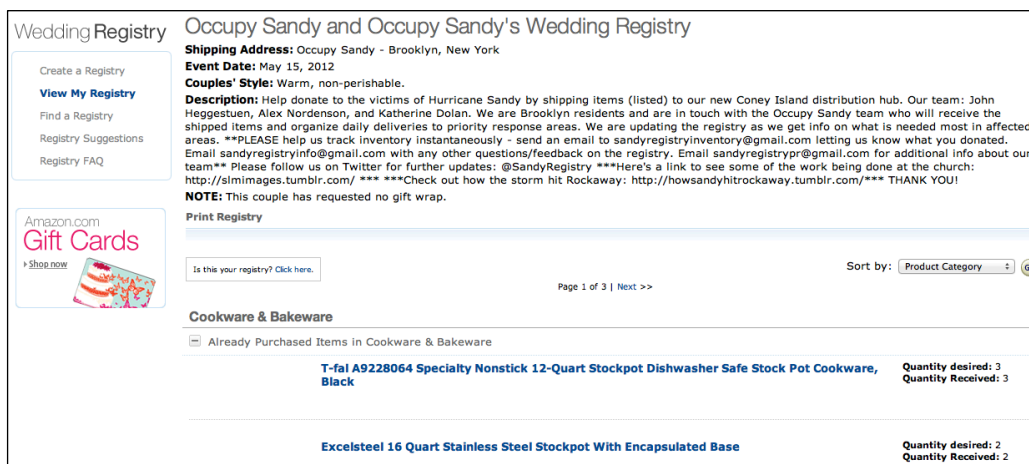 Wedding Registry
Create a Registry
View My Registry
Find a Registry
Registry Suggestions
Registry FAQ
Amazon.com
Gift Cards
Shop now
Occupy Sandy and Occupy Sandy's Wedding Registry
Shipping Address: Occupy Sandy - Brooklyn, New York
Event Date: May 15, 2012
Couples' Style: Warm, non-perishable.
Description: Help donate to the victims of Hurricane Sandy by shipping items (listed) to our new Coney Island distribution hub. Our team: John
Heggestuen, Alex Nordenson, and Katherine Dolan. We are Brooklyn residents and are in touch with the Occupy Sandy team who will receive the
shipped items and organize daily deliveries to priority response areas. We are updating the registry as we get info on what is needed most in affected
areas. **PLEASE help us track inventory instantaneously - send an email to sandyregistryinventory@gmail.com letting us know what you donated.
Email sandyregistryinfo@gmail.com with any other questions/feedback on the registry. Email sandyregistrypr@gmail.com for additional info about our
team** Please follow us on Twitter for further updates: @SandyRegistry ***Here's a link to see some of the work being done at the church:
http://slmimages.tumblr.com/ *** ***Check out how the storm hit Rockaway: http://howsandyhitrockaway.tumblr.com/*** THANK YOU!
NOTE: This couple has requested no gift wrap.
Print Registry
Is this your registry? Click here.
Sort by: Product Category
Page 1 of 3 | Next >>
Cookware & Bakeware
Already Purchased Items in Cookware & Bakeware
T-fal A9228064 Specialty Nonstick 12-Quart Stockpot Dishwasher Safe Stock Pot Cookware,
Black
Quantity desired: 3
Quantity Received: 3
Excelsteel 16 Quart Stainless Steel Stockpot With Encapsulated Base
Quantity desired: 2
Quantity Received: 2